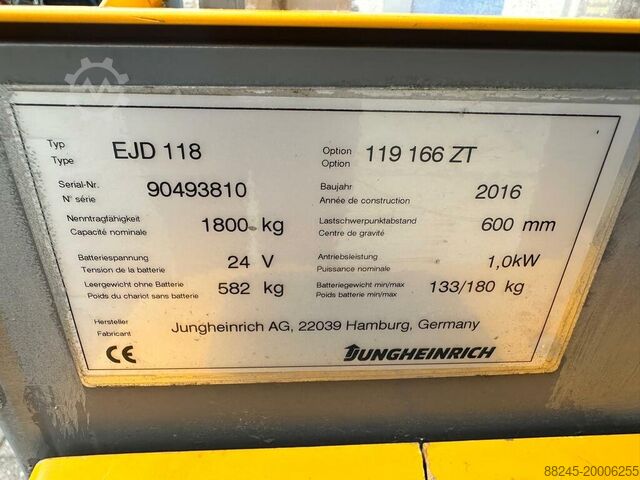 Typ
Type
EJD 118
Option
Option
119 166 ZT
Serial-Nr.
N° série
90493810
Baujahr
Année de construction
2016
Nenntragfähigkeit
Capacité nominale
1800 kg
Lastschwerpunktabstand
Centre de gravité
600 mm
Batteriespannung
Tension de la batterie
24 V
Antriebsleistung
Puissance nominale
1,0kW
Leergewicht ohne Batterie
Poids du chariot sans batterie
582 kg
Batteriegewicht min/max
Poids batterie min/max
133/180 kg
Hersteller
Fabricant
Jungheinrich AG, 22039 Hamburg, Germany
CE
JUNGHEINRICH
88245-20006255